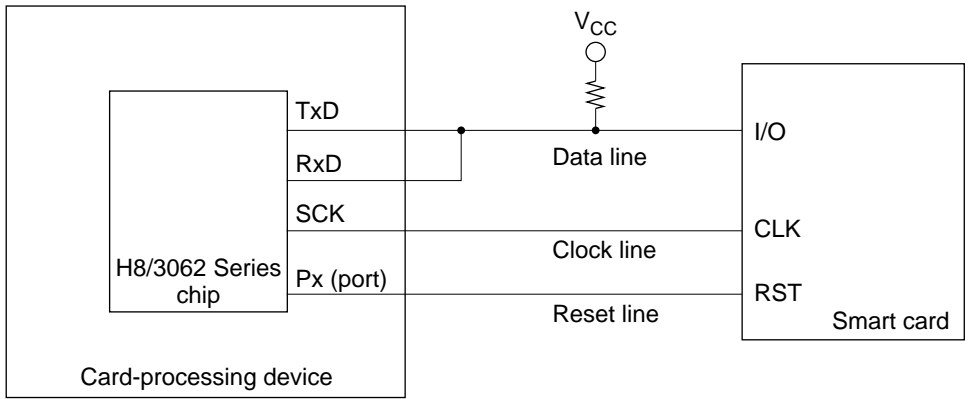 V_CC
TxD
I/O
Data line
RxD
SCK
CLK
Clock line
H8/3062 Series
chip
Px (port)
RST
Reset line
Smart card
Card-processing device